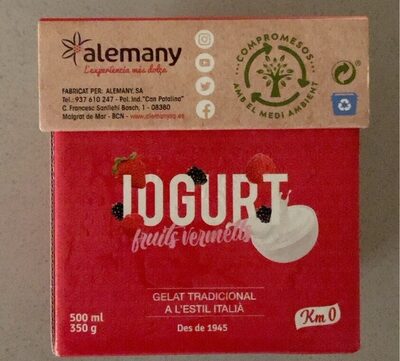 alemany
L'experiència més dolça
FABRICAT PER: ALEMANY, SA
Tel.: 937 610 247 - Pol. Ind. "Can Patalina"
C. Francesc Sanllehi Bosch, 1 - 08380
Malgrat de Mar - BCN - www.alemany.es
COMPROMESOS
AMB EL MEDI AMBIENT
IOGURT
fruits vermells
GELAT TRADICIONAL
A L'ESTIL ITALIÀ
Des de 1945
500 ml
350 g
Km 0